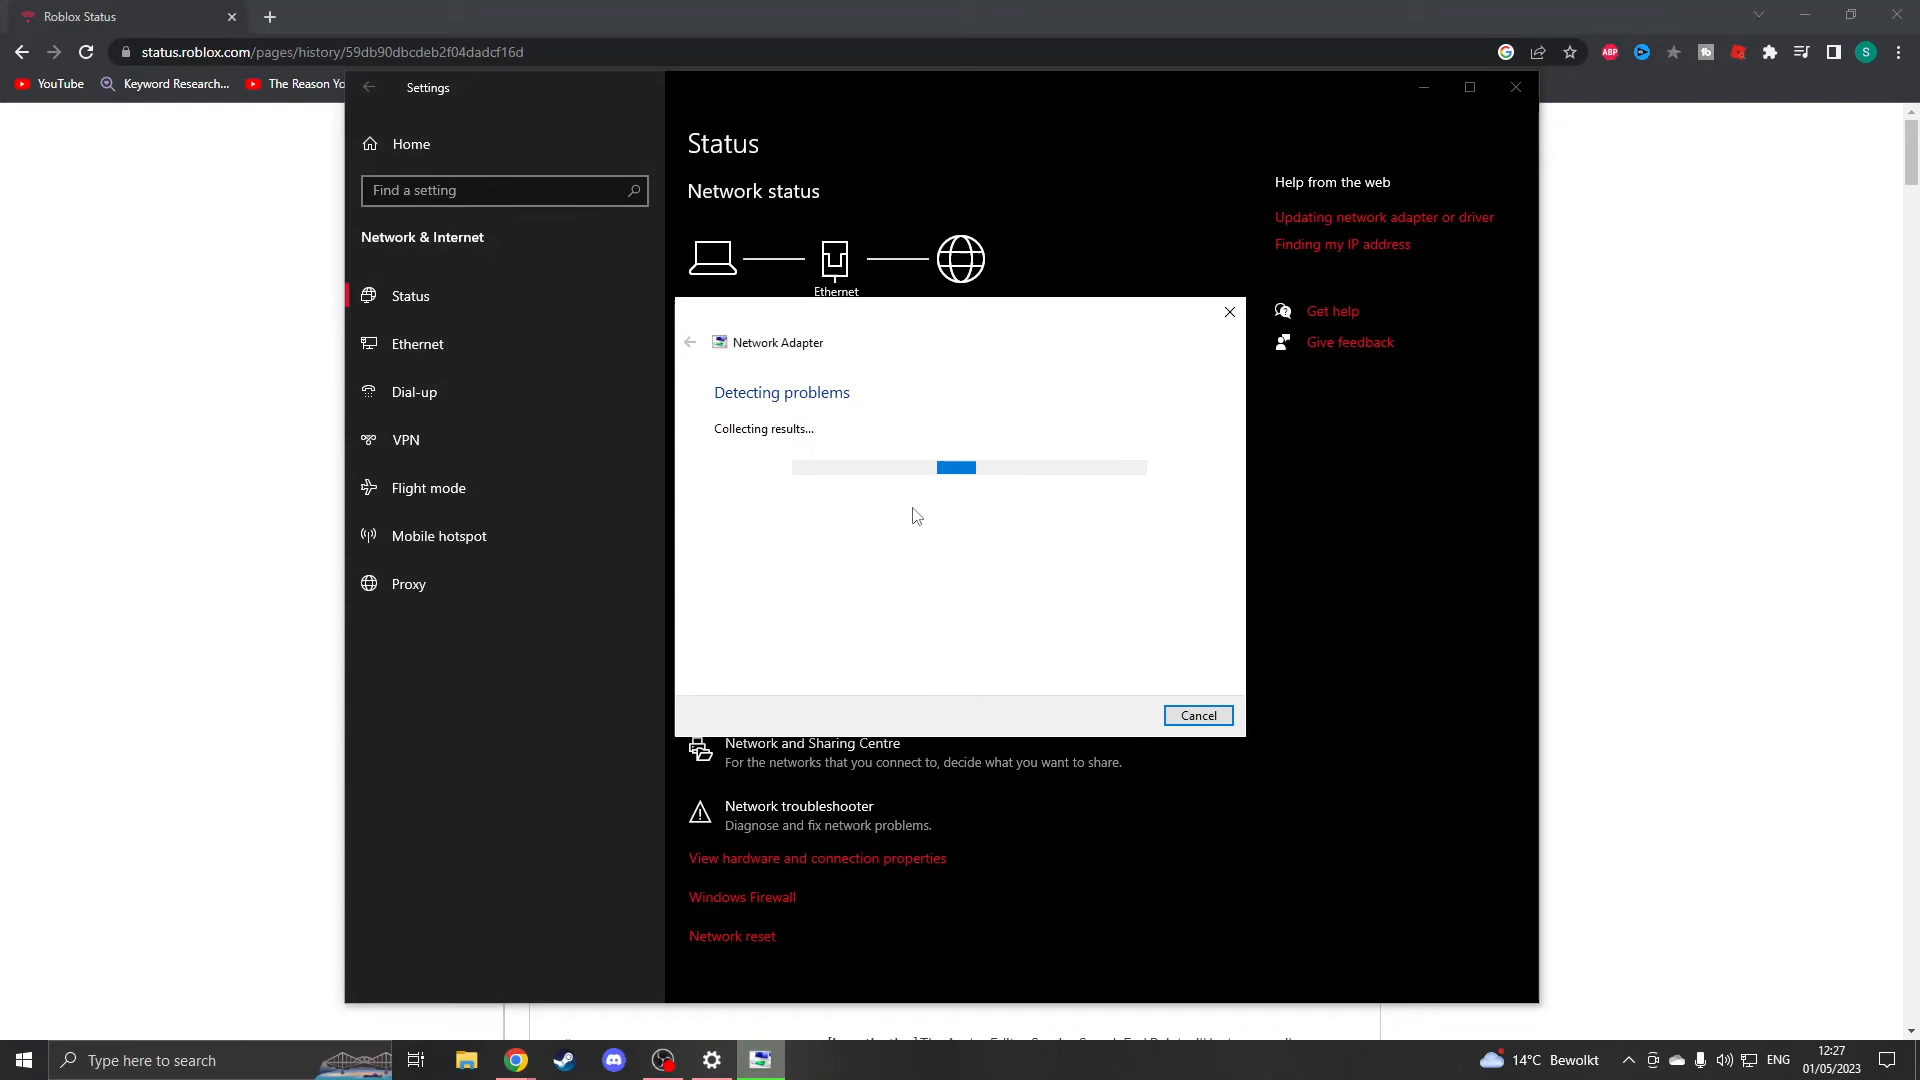 Roblox Status
status.roblox.com/pages/history/59db90dbcdeb2f04dadcf16d
ABP
S
YouTube
Keyword Research...
The Reason Yo
Settings
Home
Find a setting
Network & Internet
Status
Ethernet
Dial-up
VPN
Flight mode
Mobile hotspot
Proxy
Status
Network status
Ethernet
Help from the web
Updating network adapter or driver
Finding my IP address
Get help
Give feedback
Network Adapter
Detecting problems
Collecting results...
Cancel
Network and Sharing Centre
For the networks that you connect to, decide what you want to share.
Network troubleshooter
Diagnose and fix network problems.
View hardware and connection properties
Windows Firewall
Network reset
Type here to search
14°C Bewolkt
ENG
12:27
01/05/2023